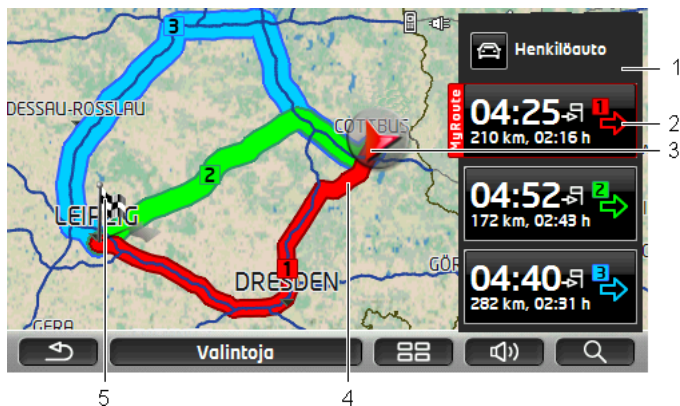 3
Henkilöauto
1
DESSAU-ROSSLAU
COTTBUS
MyRoute
04:25
1
210 km, 02:16 h
2
3
2
04:52
2
172 km, 02:43 h
LEIPZIG
1
DRESDEN
GÖR
04:40
3
282 km, 02:31 h
GERA
Valintoja
5
4